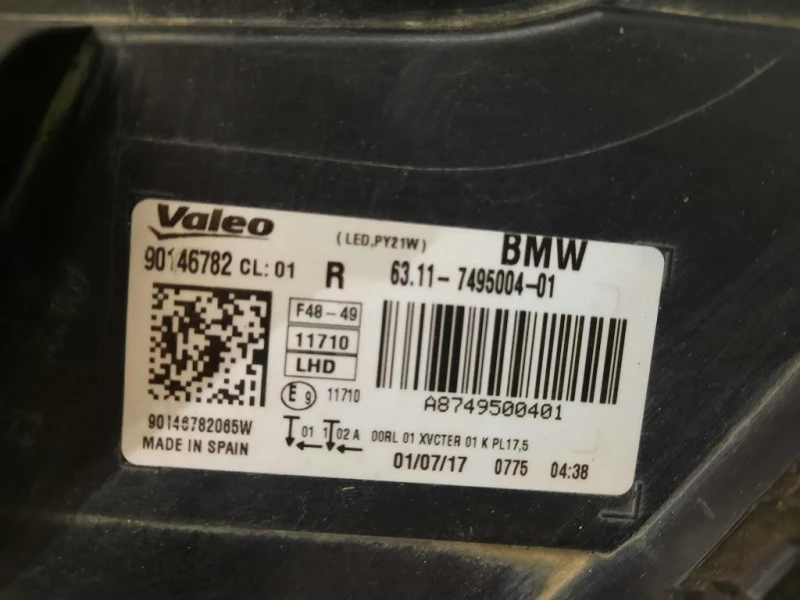 Valeo
(LED,PY21W)
BMW
90146782 CL: 01
R
63.11- 7495004-01
F48-49
11710
LHD
E 9 11710
A8749500401
90146782065W
MADE IN SPAIN
01 1 02 A 00RL 01 XVCTER 01 K PL17,5
01/07/17 0775 04:38